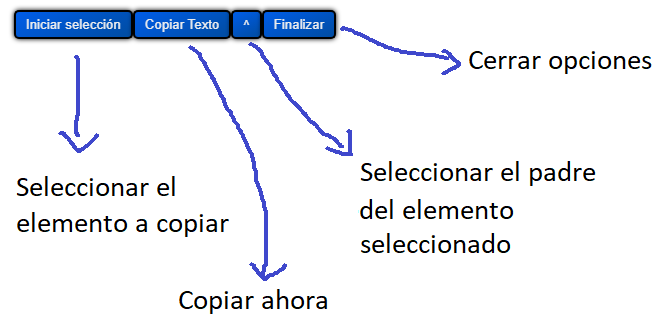 Iniciar selección Copiar Texto ^ Finalizar
Cerrar opciones
Seleccionar el padre
del elemento
seleccionado
Seleccionar el
elemento a copiar
Copiar ahora